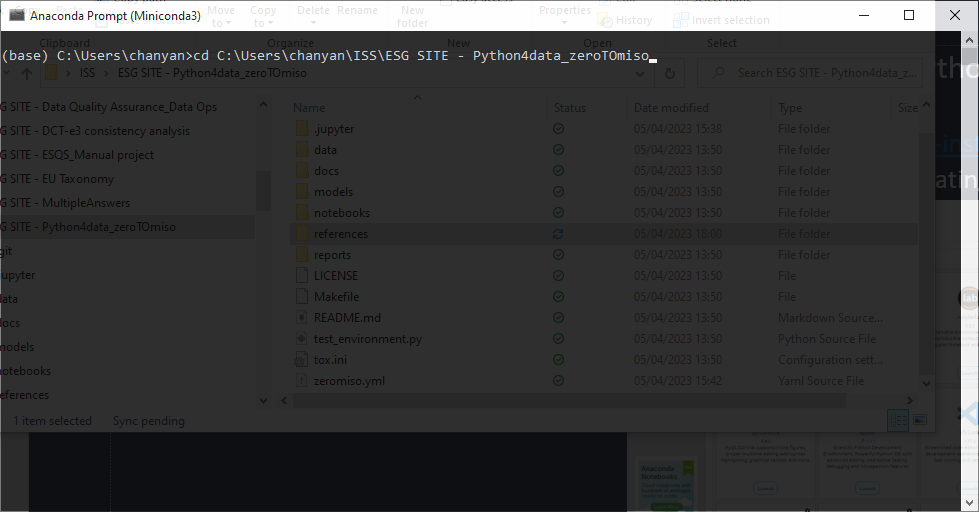 Anaconda Prompt (Miniconda3)
Move to
Copy to
Delete
Rename
New folder
Properties
History
Invert selection
Clipboard
Organize
New
Open
Select
(base) C:\Users\chanyan>cd C:\Users\chanyan\ISS\ESG SITE - Python4data_zeroTOmiso
ISS > ESG SITE - Python4data_zeroTOmiso
Search ESG SITE - Python4data_z...
G SITE - Data Quality Assurance_Data Ops
G SITE - DCT-e3 consistency analysis
G SITE - ESQS_Manual project
G SITE - EU Taxonomy
G SITE - MultipleAnswers
G SITE - Python4data_zeroTOmiso
git
upyter
data
docs
models
notebooks
references
Name Status Date modified Type Size
.jupyter 05/04/2023 15:38 File folder
data 05/04/2023 13:50 File folder
docs 05/04/2023 13:50 File folder
models 05/04/2023 13:50 File folder
notebooks 05/04/2023 13:50 File folder
references 05/04/2023 18:00 File folder
reports 05/04/2023 13:50 File folder
LICENSE 05/04/2023 13:50 File
Makefile 05/04/2023 13:50 File
README.md 05/04/2023 13:50 Markdown Source...
test_environment.py 05/04/2023 13:50 Python Source File
tox.ini 05/04/2023 13:50 Configuration sett...
zeromiso.yml 05/04/2023 15:42 Yaml Source File
1 item selected Sync pending
Anaconda
Notebooks